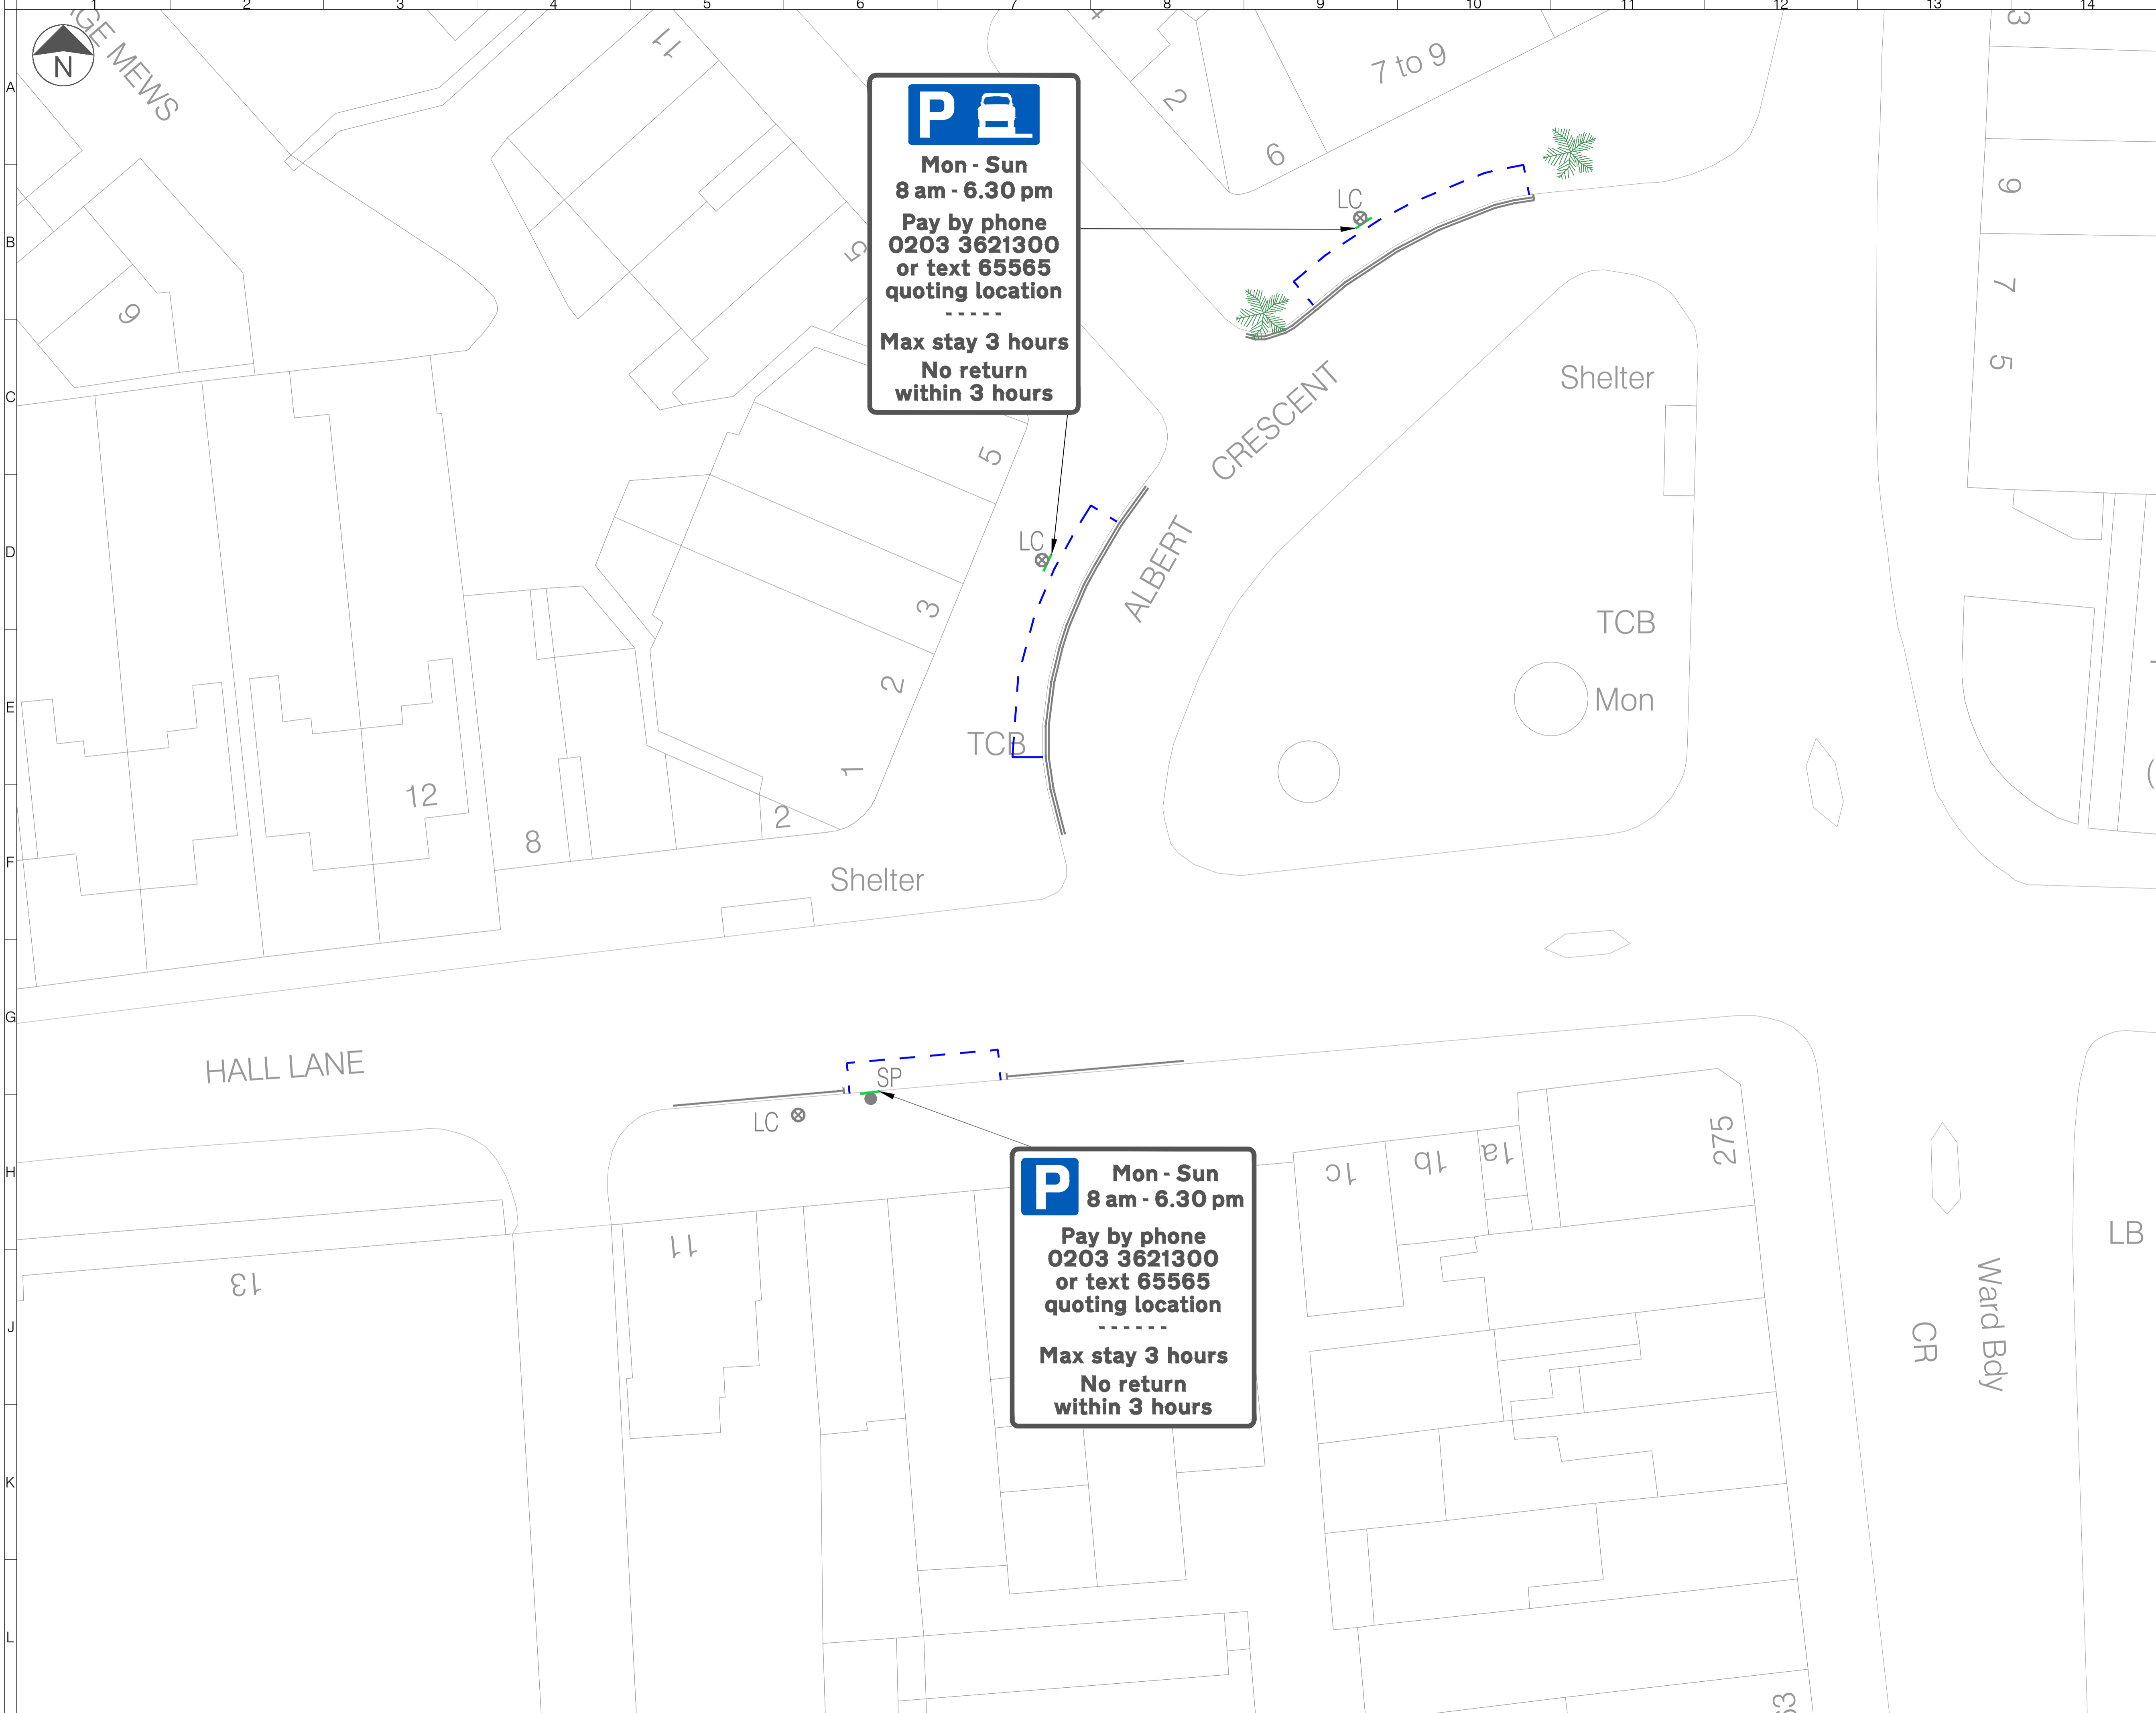 1 2 3 4 5 6 7 8 9 10 11 12 13 14
A
B
C
D
E
F
G
H
J
K
L
N
GE MEWS
11
4
2
7 to 9
6
3
9
7
5
P
Mon - Sun
8 am - 6.30 pm
Pay by phone
0203 3621300
or text 65565
quoting location
- - - - -
Max stay 3 hours
No return
within 3 hours
LC
5
9
CRESCENT
Shelter
5
LC
ALBERT
3
TCB
2
Mon
TCB
1
12
2
8
Shelter
HALL LANE
SP
LC
P
Mon - Sun
8 am - 6.30 pm
Pay by phone
0203 3621300
or text 65565
quoting location
- - - - - -
Max stay 3 hours
No return
within 3 hours
1c
1b
1a
275
11
13
LB
Ward Bdy
CR